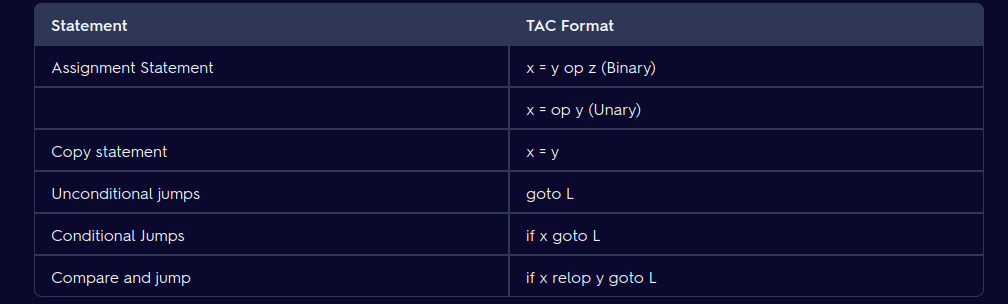 Statement TAC Format
Assignment Statement x = y op z (Binary)
x = op y (Unary)
Copy statement x = y
Unconditional jumps goto L
Conditional Jumps if x goto L
Compare and jump if x relop y goto L